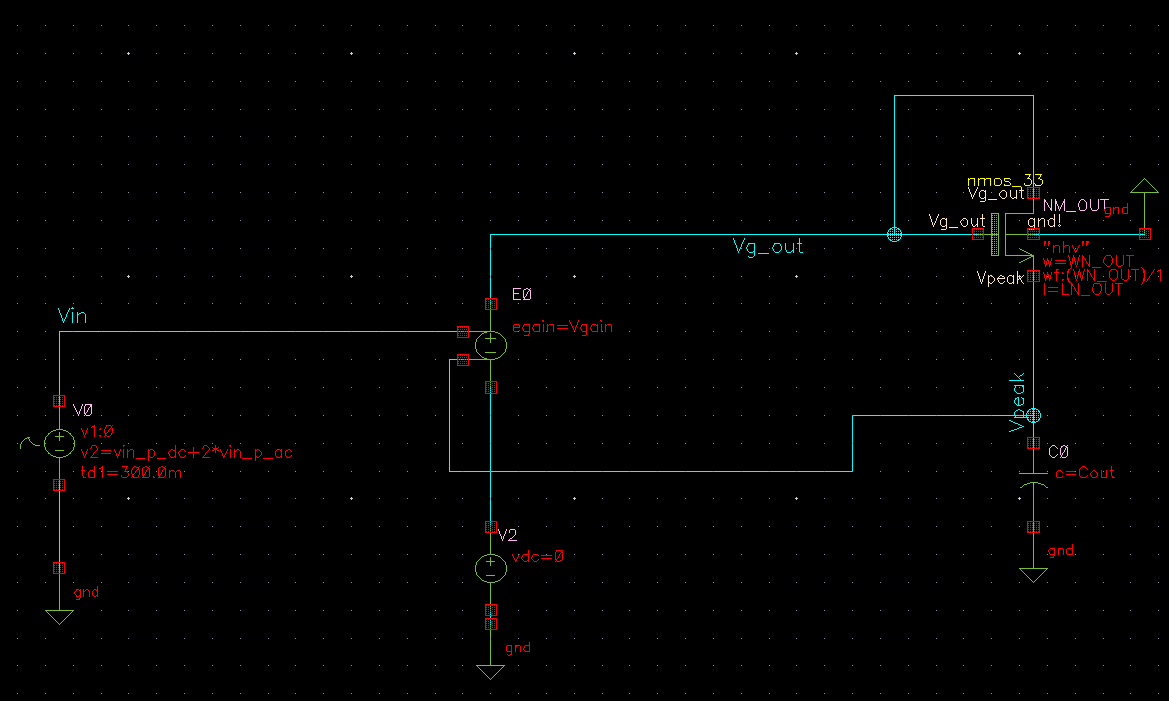 nmos_33
Vg_out
NM_OUT
gnd
Vg_out
gnd!
Vg_out
"nhv"
w=WN_OUT
Vpeak
wf:(WN_OUT)/1
l=LN_OUT
E0
egain=Vgain
Vin
Vpeak
V0
v1:0
v2=vin_p_dc+2*vin_p_ac
td1=300.0m
C0
c=Cout
V2
vdc=0
gnd
gnd
gnd